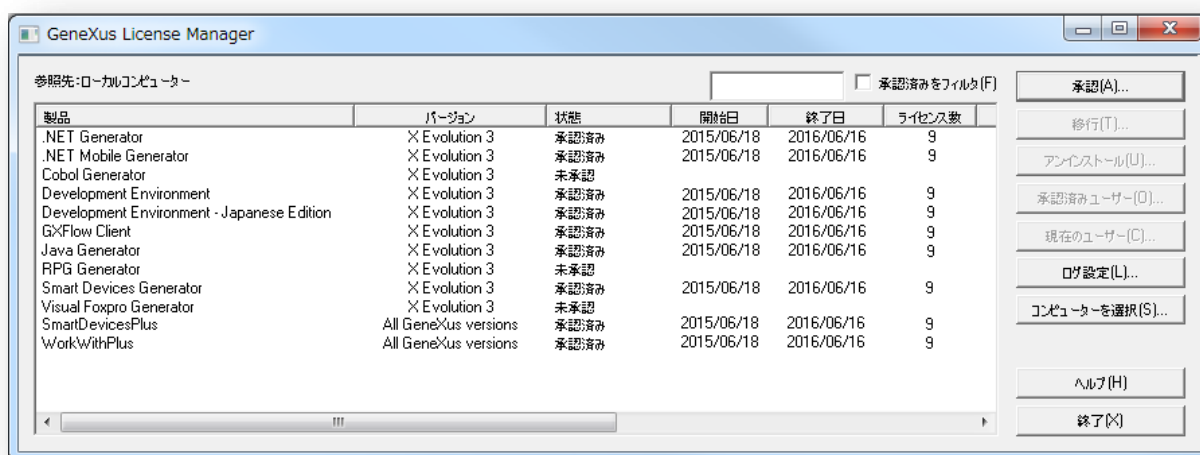 GeneXus License Manager
参照先:ローカルコンピューター
承認済みをフィルタ(F)
製品 バージョン 状態 開始日 終了日 ライセンス数
.NET Generator X Evolution 3 承認済み 2015/06/18 2016/06/16 9
.NET Mobile Generator X Evolution 3 承認済み 2015/06/18 2016/06/16 9
Cobol Generator X Evolution 3 未承認
Development Environment X Evolution 3 承認済み 2015/06/18 2016/06/16 9
Development Environment - Japanese Edition X Evolution 3 承認済み 2015/06/18 2016/06/16 9
GXFlow Client X Evolution 3 承認済み 2015/06/18 2016/06/16 9
Java Generator X Evolution 3 承認済み 2015/06/18 2016/06/16 9
RPG Generator X Evolution 3 未承認
Smart Devices Generator X Evolution 3 承認済み 2015/06/18 2016/06/16 9
Visual Foxpro Generator X Evolution 3 未承認
SmartDevicesPlus All GeneXus versions 承認済み 2015/06/18 2016/06/16 9
WorkWithPlus All GeneXus versions 承認済み 2015/06/18 2016/06/16 9
承認(A)...
移行(T)...
アンインストール(U)...
承認済みユーザー(O)...
現在のユーザー(C)...
ログ設定(L)...
コンピューターを選択(S)...
ヘルプ(H)
終了(X)